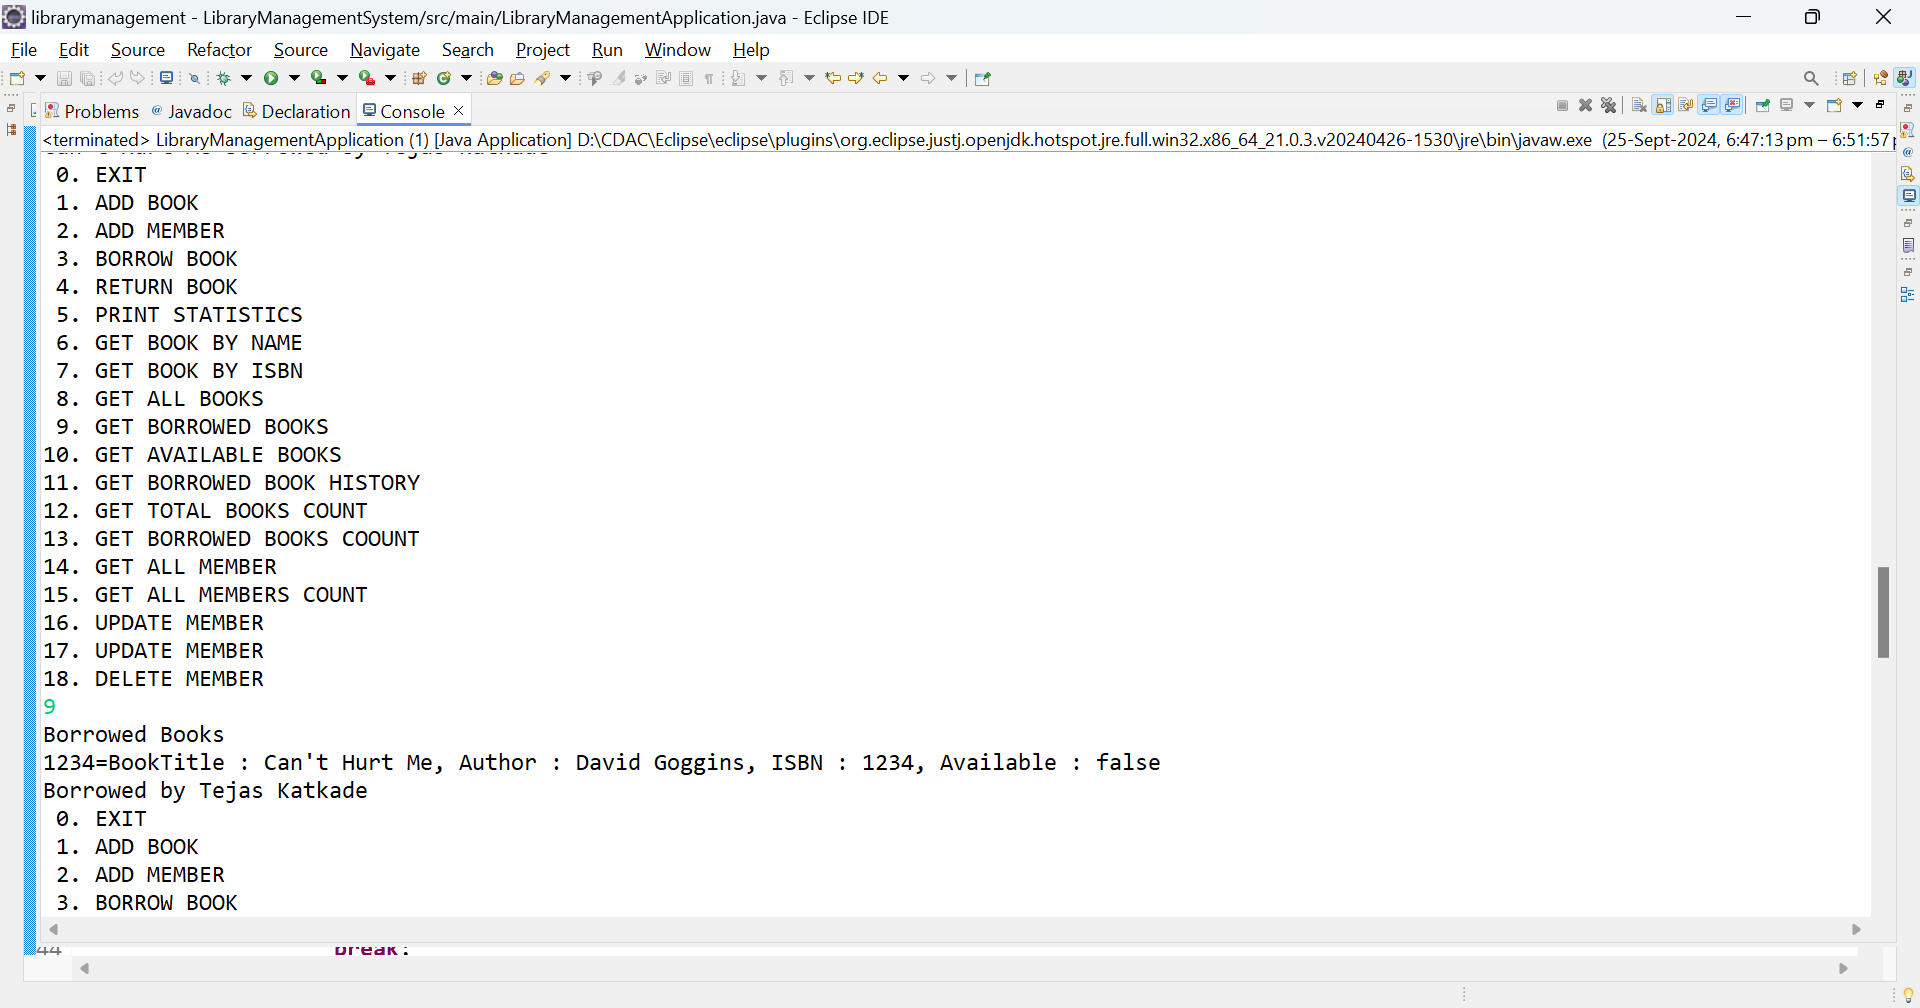 librarymanagement - LibraryManagementSystem/src/main/LibraryManagementApplication.java - Eclipse IDE
File Edit Source Refactor Source Navigate Search Project Run Window Help
Problems @ Javadoc Declaration Console
<terminated> LibraryManagementApplication (1) [Java Application] D:\CDAC\Eclipse\eclipse\plugins\org.eclipse.justj.openjdk.hotspot.jre.full.win32.x86_64_21.0.3.v20240426-1530\jre\bin\javaw.exe (25-Sept-2024, 6:47:13 pm – 6:51:57 p
0. EXIT
1. ADD BOOK
2. ADD MEMBER
3. BORROW BOOK
4. RETURN BOOK
5. PRINT STATISTICS
6. GET BOOK BY NAME
7. GET BOOK BY ISBN
8. GET ALL BOOKS
9. GET BORROWED BOOKS
10. GET AVAILABLE BOOKS
11. GET BORROWED BOOK HISTORY
12. GET TOTAL BOOKS COUNT
13. GET BORROWED BOOKS COOUNT
14. GET ALL MEMBER
15. GET ALL MEMBERS COUNT
16. UPDATE MEMBER
17. UPDATE MEMBER
18. DELETE MEMBER
9
Borrowed Books
1234=BookTitle : Can't Hurt Me, Author : David Goggins, ISBN : 1234, Available : false
Borrowed by Tejas Katkade
0. EXIT
1. ADD BOOK
2. ADD MEMBER
3. BORROW BOOK
44 break;